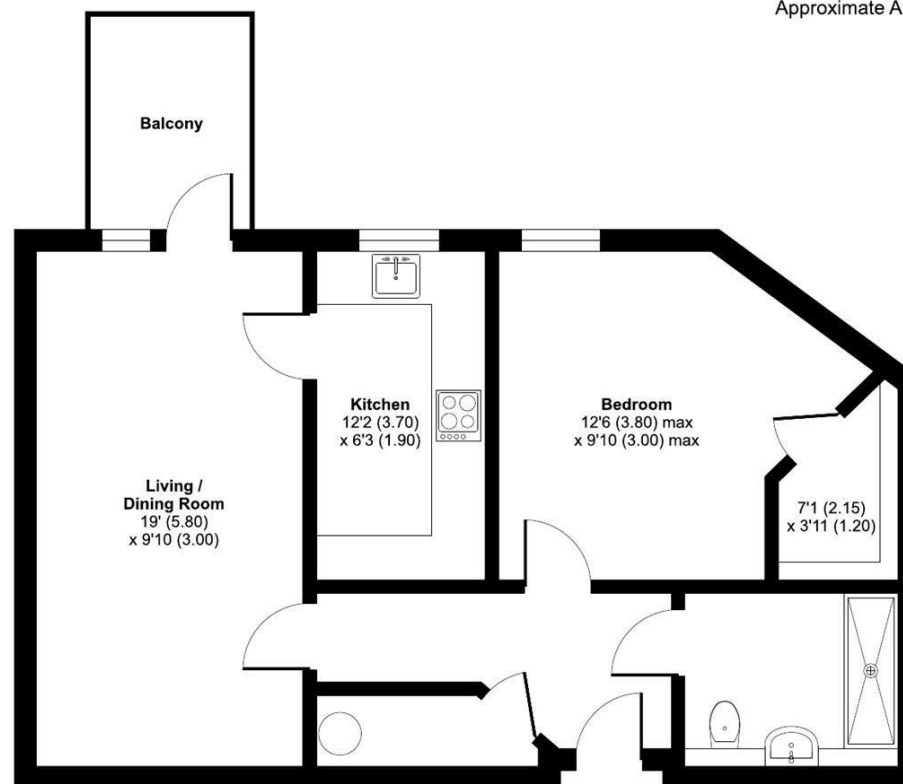 Approximate A
Balcony
Kitchen
12'2 (3.70)
x 6'3 (1.90)
Bedroom
12'6 (3.80) max
x 9'10 (3.00) max
Living /
Dining Room
19' (5.80)
x 9'10 (3.00)
7'1 (2.15)
x 3'11 (1.20)